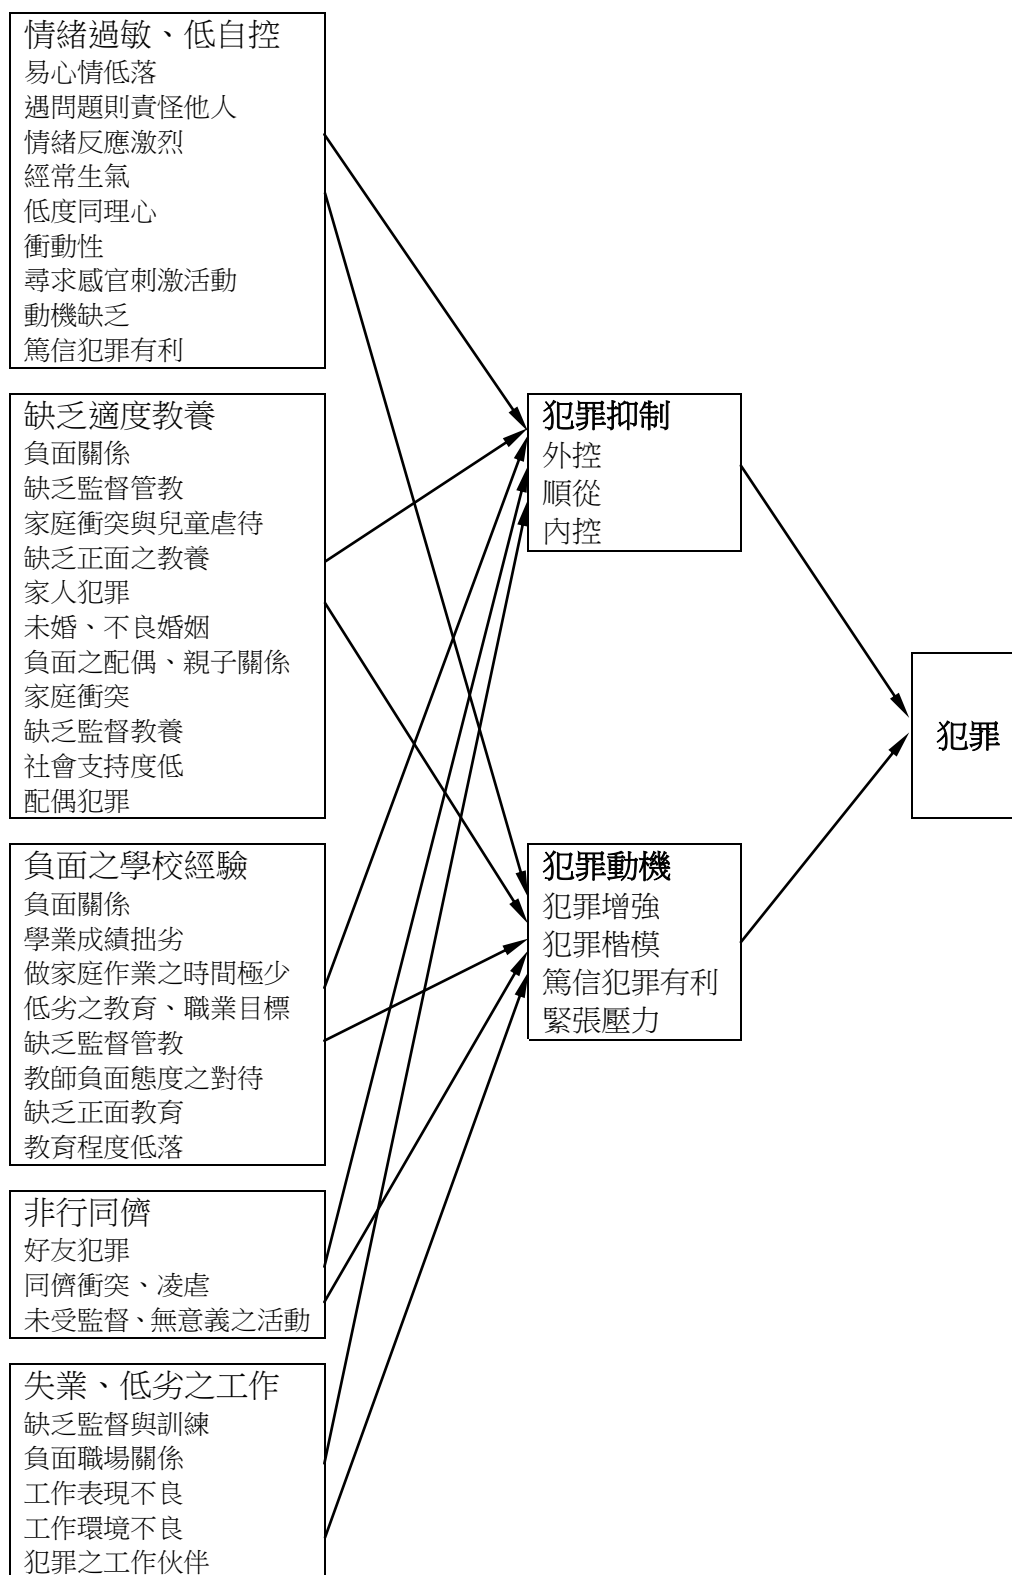 情緒過敏、低自控
易心情低落
遇問題則責怪他人
情緒反應激烈
經常生氣
低度同理心
衝動性
尋求感官刺激活動
動機缺乏
篤信犯罪有利
缺乏適度教養
負面關係
缺乏監督管教
家庭衝突與兒童虐待
缺乏正面之教養
家人犯罪
未婚、不良婚姻
負面之配偶、親子關係
家庭衝突
缺乏監督教養
社會支持度低
配偶犯罪
負面之學校經驗
負面關係
學業成績拙劣
做家庭作業之時間極少
低劣之教育、職業目標
缺乏監督管教
教師負面態度之對待
缺乏正面教育
教育程度低落
非行同儕
好友犯罪
同儕衝突、凌虐
未受監督、無意義之活動
失業、低劣之工作
缺乏監督與訓練
負面職場關係
工作表現不良
工作環境不良
犯罪之工作伙伴
犯罪抑制
外控
順從
內控
犯罪動機
犯罪增強
犯罪楷模
篤信犯罪有利
緊張壓力
犯罪